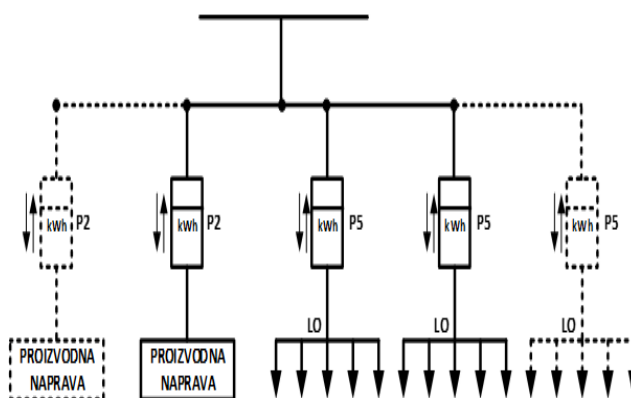 kWh P2
kWh P2
kWh P5
kWh P5
kWh P5
LO
LO
LO
PROIZVODNA
NAPRAVA
PROIZVODNA
NAPRAVA